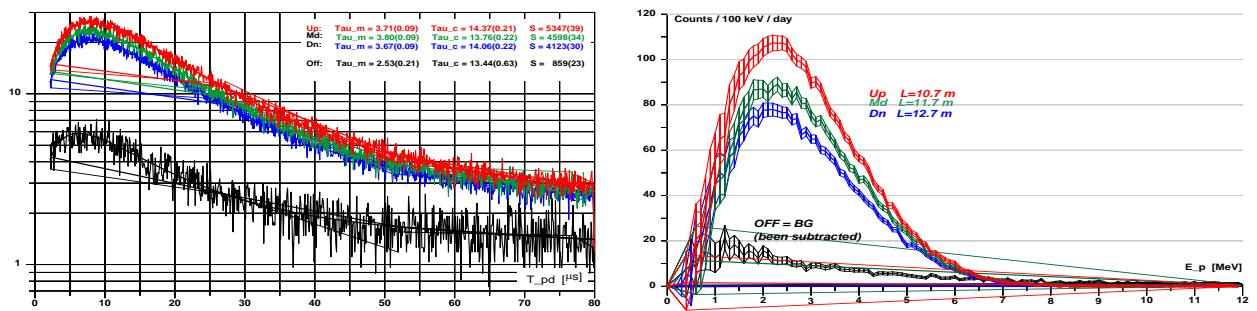 Up: Tau_m = 3.71(0.09) Tau_c = 14.37(0.21) S = 5347(39)
Md: Tau_m = 3.80(0.09) Tau_c = 13.76(0.22) S = 4598(34)
Dn: Tau_m = 3.67(0.09) Tau_c = 14.06(0.22) S = 4123(30)
Off: Tau_m = 2.53(0.21) Tau_c = 13.44(0.63) S = 859(23)
10
1
T_pd [µs]
0 10 20 30 40 50 60 70 80
Counts / 100 keV / day
120
100
80
60
40
20
0
Up L=10.7 m
Md L=11.7 m
Dn L=12.7 m
OFF = BG
(been subtracted)
E_p [MeV]
0 1 2 3 4 5 6 7 8 9 10 11 12